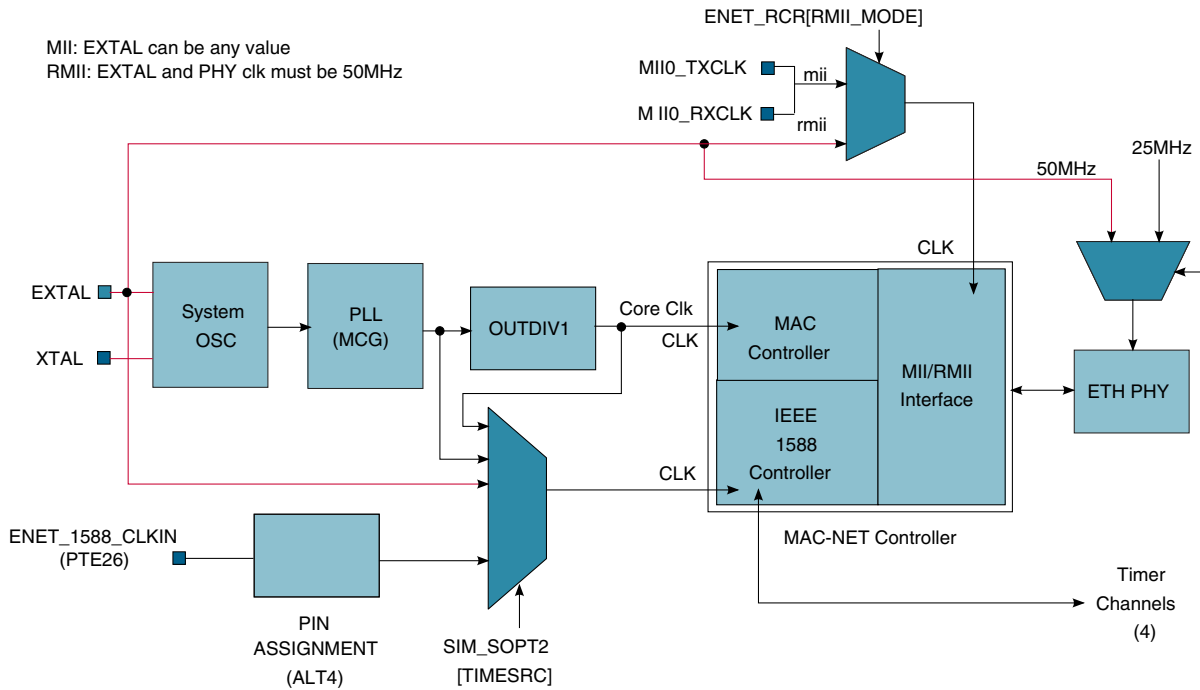 ENET_RCR[RMII_MODE]
MII: EXTAL can be any value
RMII: EXTAL and PHY clk must be 50MHz
MII0_TXCLK
mii
M II0_RXCLK
rmii
25MHz
50MHz
CLK
EXTAL
XTAL
System
OSC
PLL
(MCG)
OUTDIV1
Core Clk
CLK
MAC
Controller
MII/RMII
Interface
ETH PHY
IEEE
1588
Controller
CLK
ENET_1588_CLKIN
(PTE26)
MAC-NET Controller
PIN
ASSIGNMENT
(ALT4)
SIM_SOPT2
[TIMESRC]
Timer
Channels
(4)